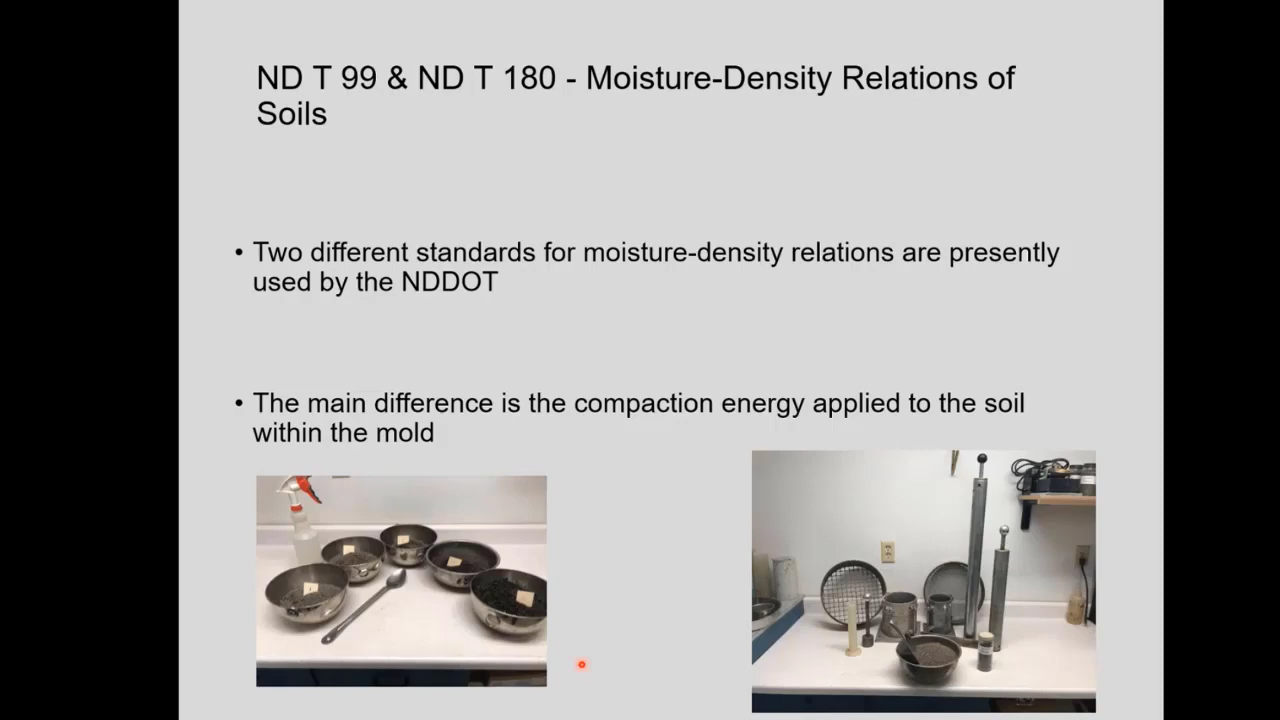 ND T 99 & ND T 180 - Moisture-Density Relations of
Soils
• Two different standards for moisture-density relations are presently
used by the NDDOT
• The main difference is the compaction energy applied to the soil
within the mold